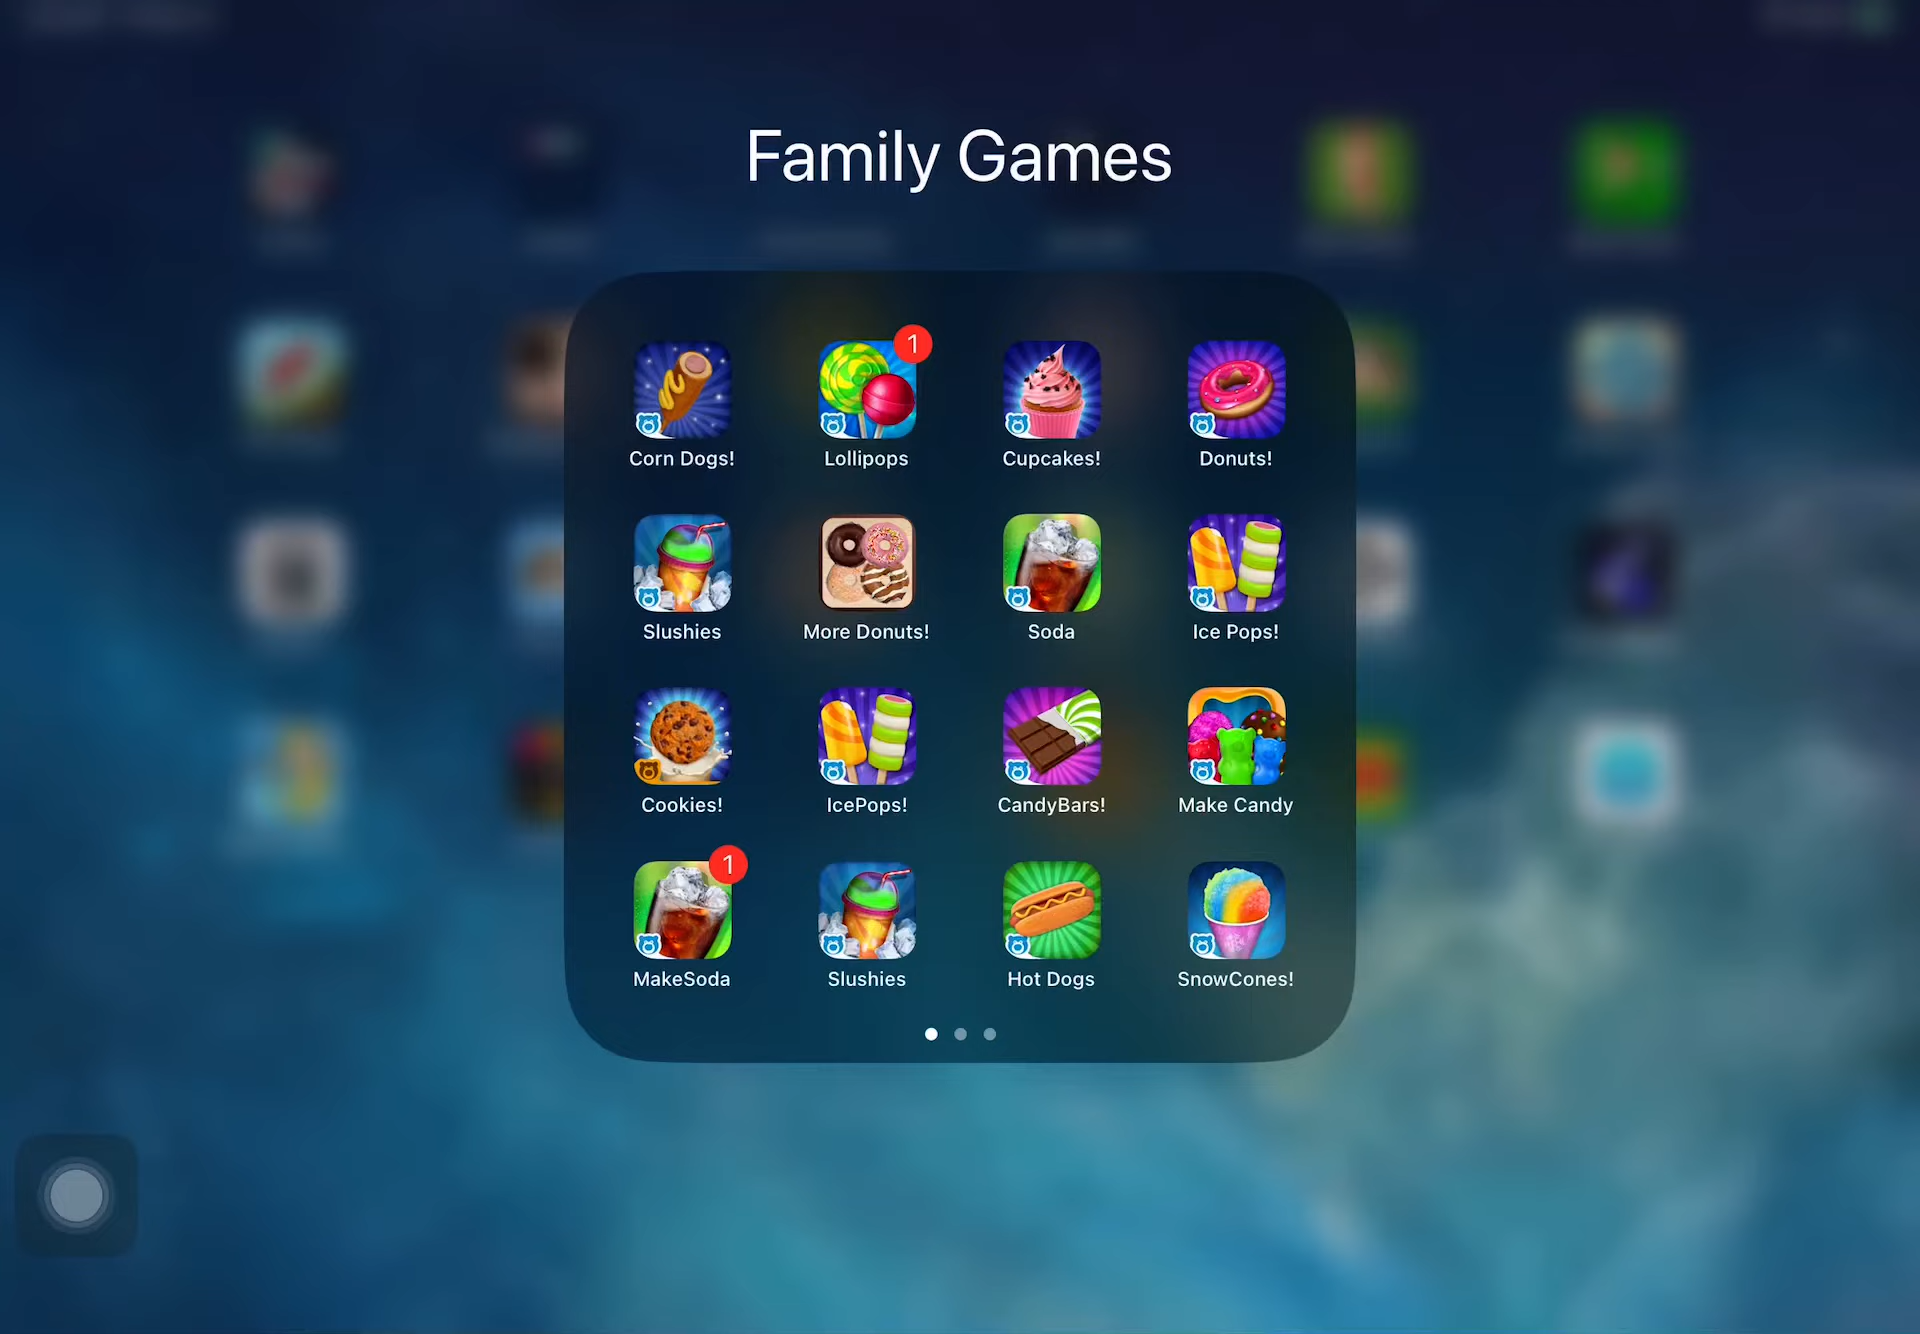 Family Games
1
Corn Dogs!
Lollipops
Cupcakes!
Donuts!
Slushies
More Donuts!
Soda
Ice Pops!
Cookies!
IcePops!
CandyBars!
Make Candy
1
MakeSoda
Slushies
Hot Dogs
SnowCones!